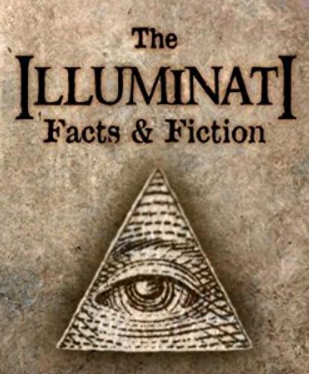 The
ILLUMINATI
Facts & Fiction